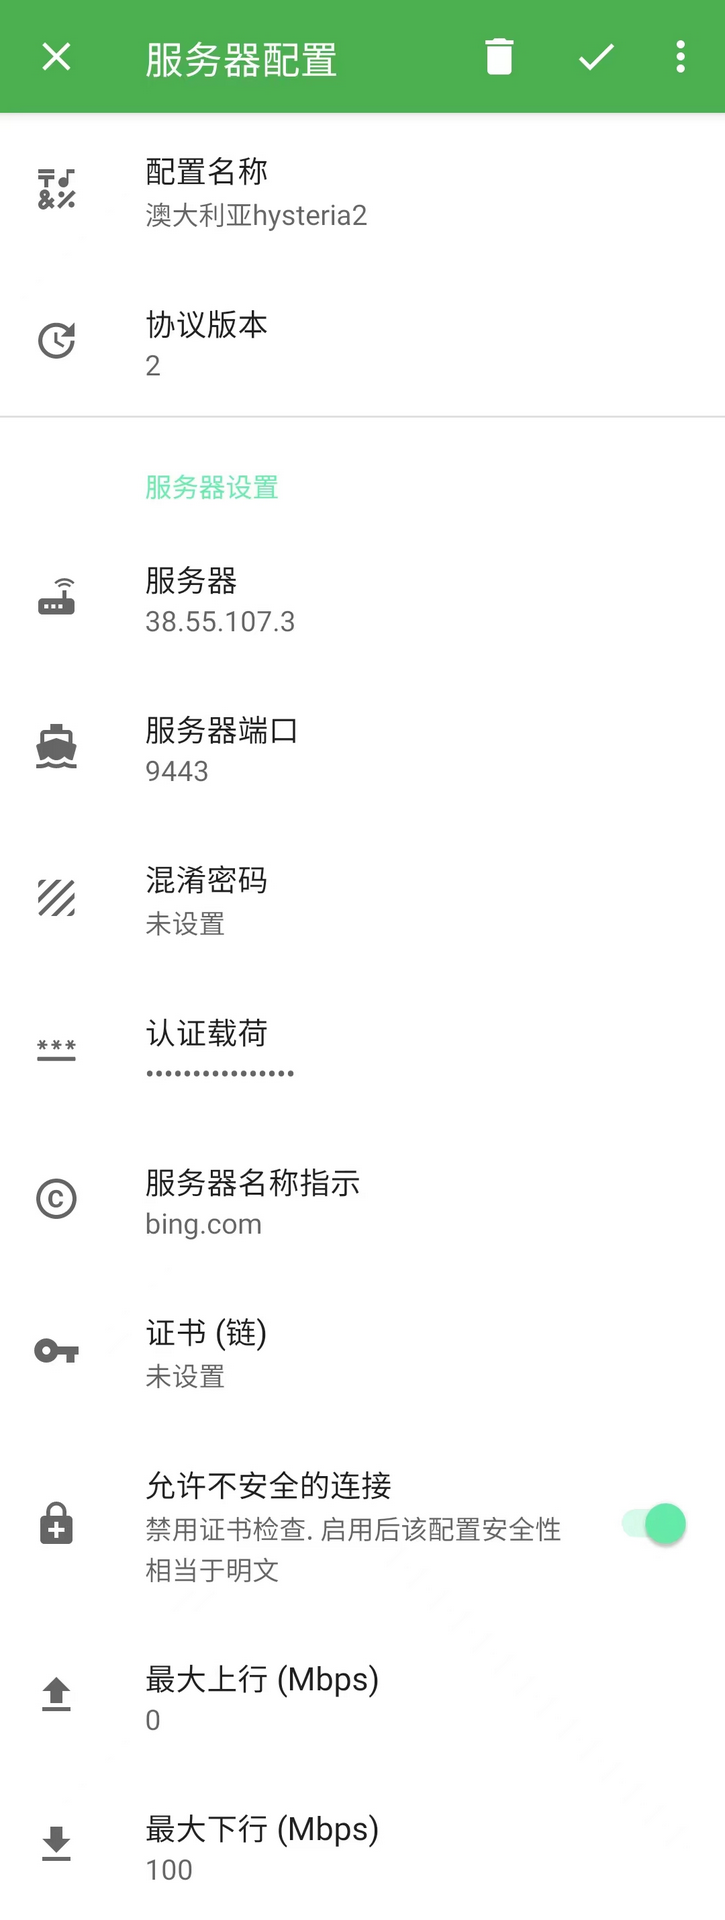 服务器配置
配置名称
澳大利亚hysteria2
协议版本
2
服务器设置
服务器
38.55.107.3
服务器端口
9443
混淆密码
未设置
认证载荷
••••••••••••••••
服务器名称指示
bing.com
证书 (链)
未设置
允许不安全的连接
禁用证书检查. 启用后该配置安全性
相当于明文
最大上行 (Mbps)
0
最大下行 (Mbps)
100